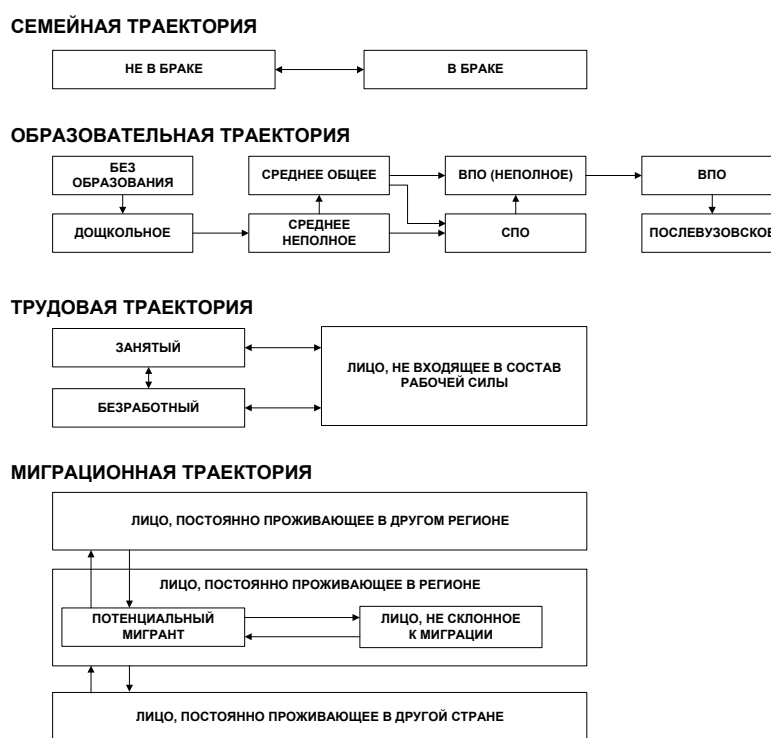 СЕМЕЙНАЯ ТРАЕКТОРИЯ
НЕ В БРАКЕ
В БРАКЕ
ОБРАЗОВАТЕЛЬНАЯ ТРАЕКТОРИЯ
БЕЗ
ОБРАЗОВАНИЯ
СРЕДНЕЕ ОБЩЕЕ
ВПО (НЕПОЛНОЕ)
ВПО
ДОЩКОЛЬНОЕ
СРЕДНЕЕ
НЕПОЛНОЕ
СПО
ПОСЛЕВУЗОВСКОЕ
ТРУДОВАЯ ТРАЕКТОРИЯ
ЗАНЯТЫЙ
ЛИЦО, НЕ ВХОДЯЩЕЕ В СОСТАВ
РАБОЧЕЙ СИЛЫ
БЕЗРАБОТНЫЙ
МИГРАЦИОННАЯ ТРАЕКТОРИЯ
ЛИЦО, ПОСТОЯННО ПРОЖИВАЮЩЕЕ В ДРУГОМ РЕГИОНЕ
ЛИЦО, ПОСТОЯННО ПРОЖИВАЮЩЕЕ В РЕГИОНЕ
ПОТЕНЦИАЛЬНЫЙ
МИГРАНТ
ЛИЦО, НЕ СКЛОННОЕ
К МИГРАЦИИ
ЛИЦО, ПОСТОЯННО ПРОЖИВАЮЩЕЕ В ДРУГОЙ СТРАНЕ